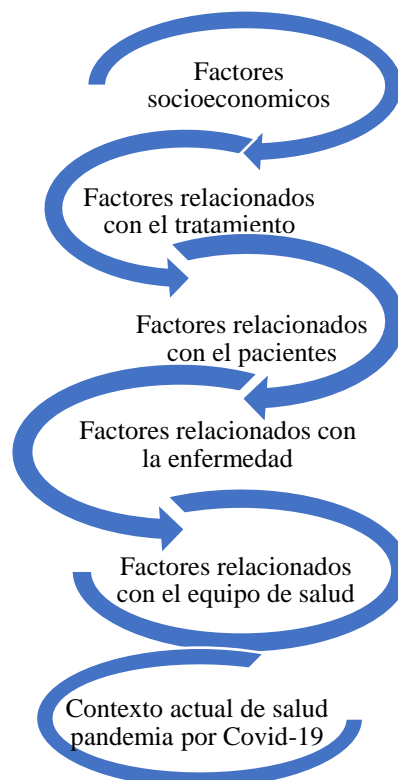 Factores
socioeconomicos
Factores relacionados
con el tratamiento
Factores relacionados
con el pacientes
Factores relacionados con
la enfermedad
Factores relacionados
con el equipo de salud
Contexto actual de salud
pandemia por Covid-19